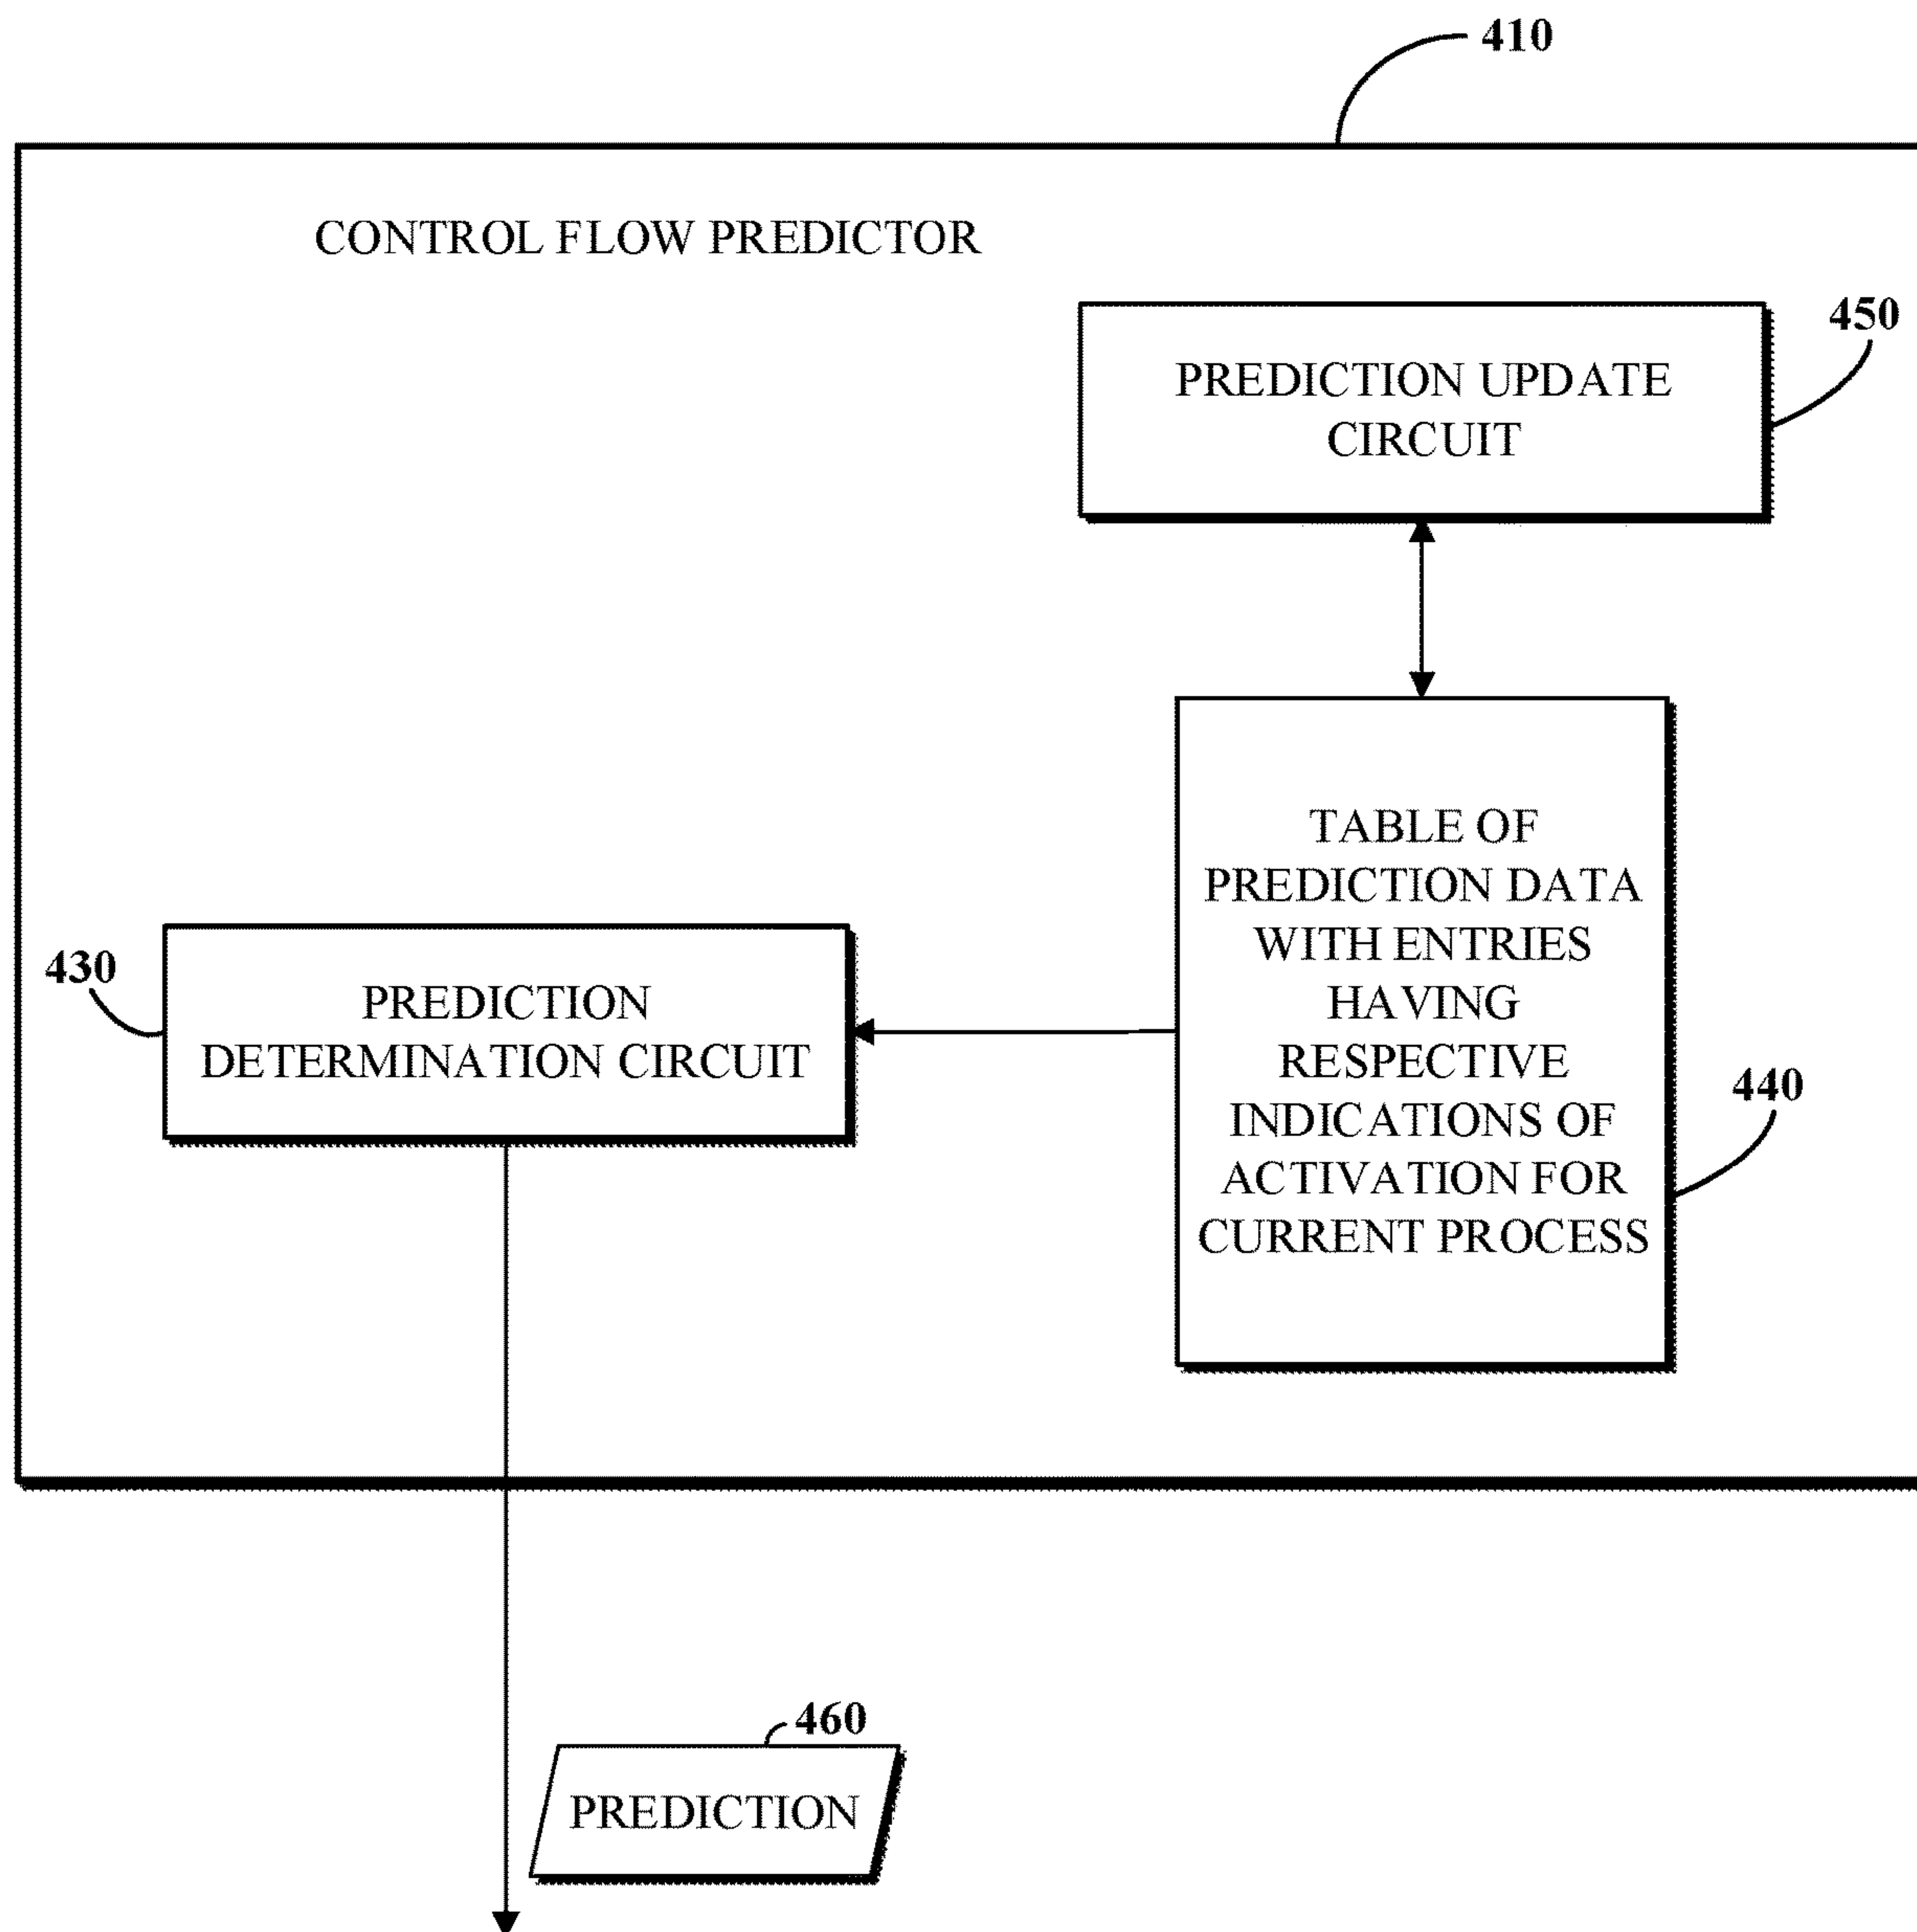 410
CONTROL FLOW PREDICTOR
450
PREDICTION UPDATE
CIRCUIT
TABLE OF
PREDICTION DATA
WITH ENTRIES
HAVING
RESPECTIVE
INDICATIONS OF
ACTIVATION FOR
CURRENT PROCESS
440
430
PREDICTION
DETERMINATION CIRCUIT
460
PREDICTION